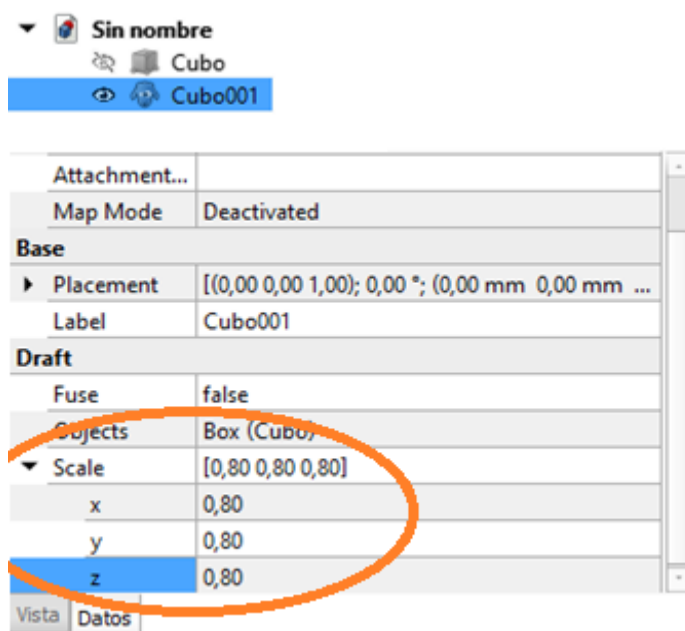 Sin nombre
Cubo
Cubo001
Attachment...
Map Mode Deactivated
Base
Placement [(0,00 0,00 1,00); 0,00 °; (0,00 mm 0,00 mm ...
Label Cubo001
Draft
Fuse false
Objects Box (Cubo)
Scale [0,80 0,80 0,80]
x 0,80
y 0,80
z 0,80
Vista Datos